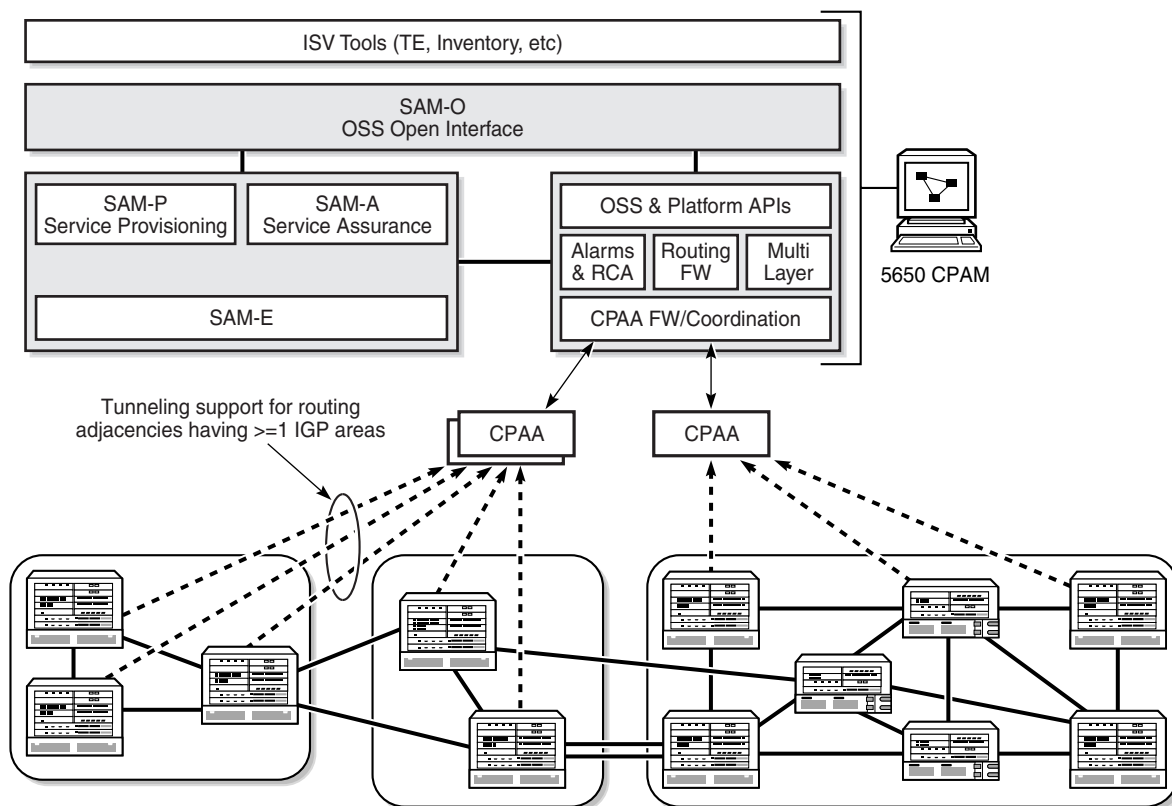 ISV Tools (TE, Inventory, etc)
SAM-O
OSS Open Interface
SAM-P
Service Provisioning
SAM-A
Service Assurance
SAM-E
OSS & Platform APIs
Alarms
& RCA
Routing
FW
Multi
Layer
CPAA FW/Coordination
5650 CPAM
Tunneling support for routing
adjacencies having >=1 IGP areas
CPAA
CPAA